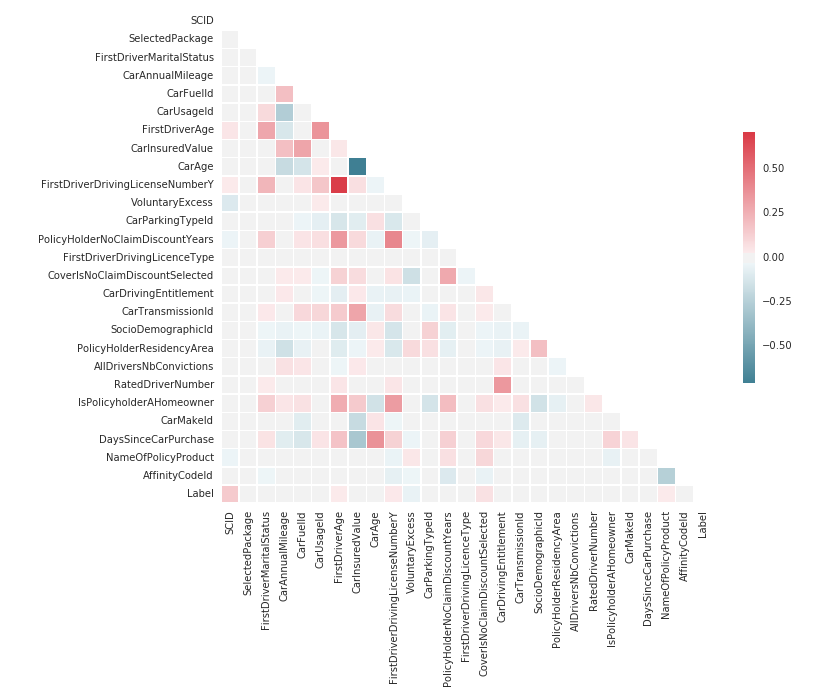 SCID
SelectedPackage
FirstDriverMaritalStatus
CarAnnualMileage
CarFuelId
CarUsageId
FirstDriverAge
CarInsuredValue
CarAge
FirstDriverDrivingLicenseNumberY
VoluntaryExcess
CarParkingTypeId
PolicyHolderNoClaimDiscountYears
FirstDriverDrivingLicenceType
CoverIsNoClaimDiscountSelected
CarDrivingEntitlement
CarTransmissionId
SocioDemographicId
PolicyHolderResidencyArea
AllDriversNbConvictions
RatedDriverNumber
IsPolicyholderAHomeowner
CarMakeId
DaysSinceCarPurchase
NameOfPolicyProduct
AffinityCodeId
Label
0.50
0.25
0.00
−0.25
−0.50
SCID
SelectedPackage
FirstDriverMaritalStatus
CarAnnualMileage
CarFuelId
CarUsageId
FirstDriverAge
CarInsuredValue
CarAge
FirstDriverDrivingLicenseNumberY
VoluntaryExcess
CarParkingTypeId
PolicyHolderNoClaimDiscountYears
FirstDriverDrivingLicenceType
CoverIsNoClaimDiscountSelected
CarDrivingEntitlement
CarTransmissionId
SocioDemographicId
PolicyHolderResidencyArea
AllDriversNbConvictions
RatedDriverNumber
IsPolicyholderAHomeowner
CarMakeId
DaysSinceCarPurchase
NameOfPolicyProduct
AffinityCodeId
Label